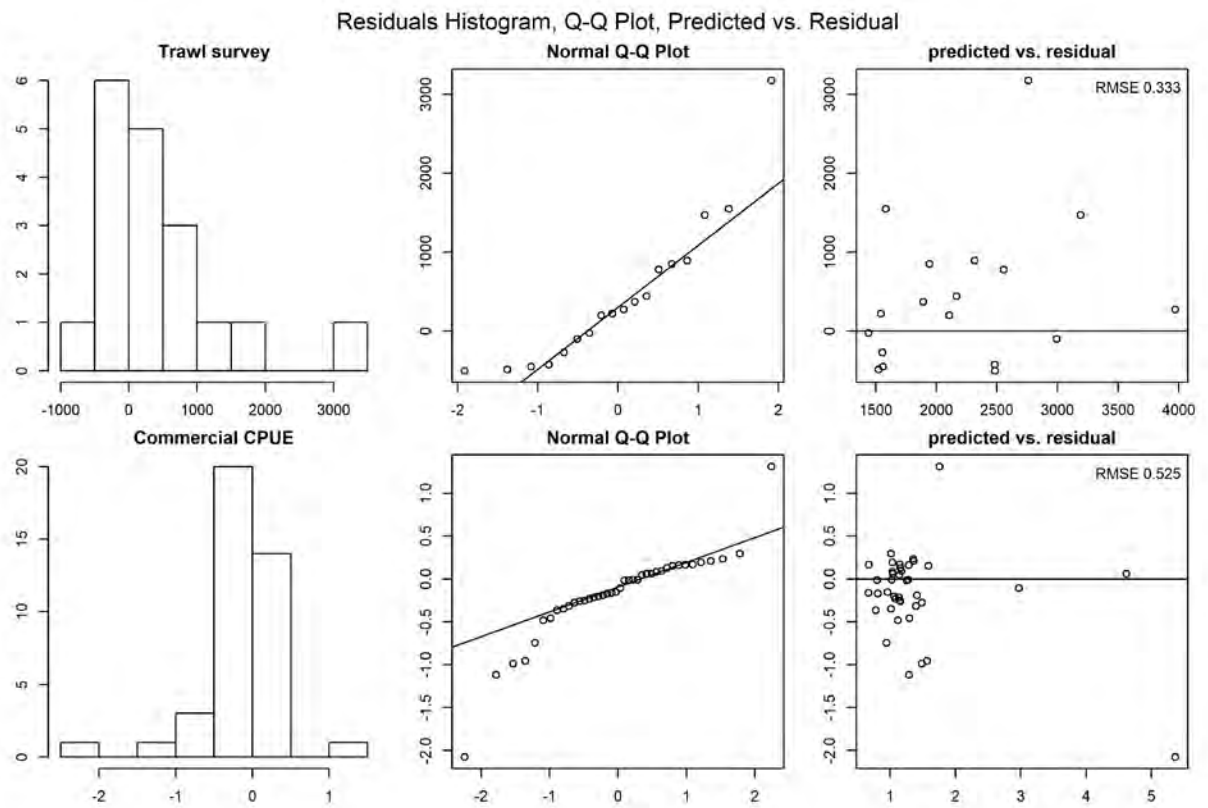 Residuals Histogram, Q-Q Plot, Predicted vs. Residual
Trawl survey
Normal Q-Q Plot
predicted vs. residual
6
5
4
3
2
1
0
-1000 0 1000 2000 3000
3000
2000
1000
0
-2 -1 0 1 2
RMSE 0.333
3000
2000
1000
0
1500 2000 2500 3000 3500 4000
Commercial CPUE
Normal Q-Q Plot
predicted vs. residual
20
15
10
5
0
-2 -1 0 1
1.0
0.5
0.0
-0.5
-1.0
-1.5
-2.0
-2 -1 0 1 2
RMSE 0.525
1.0
0.5
0.0
-0.5
-1.0
-1.5
-2.0
1 2 3 4 5